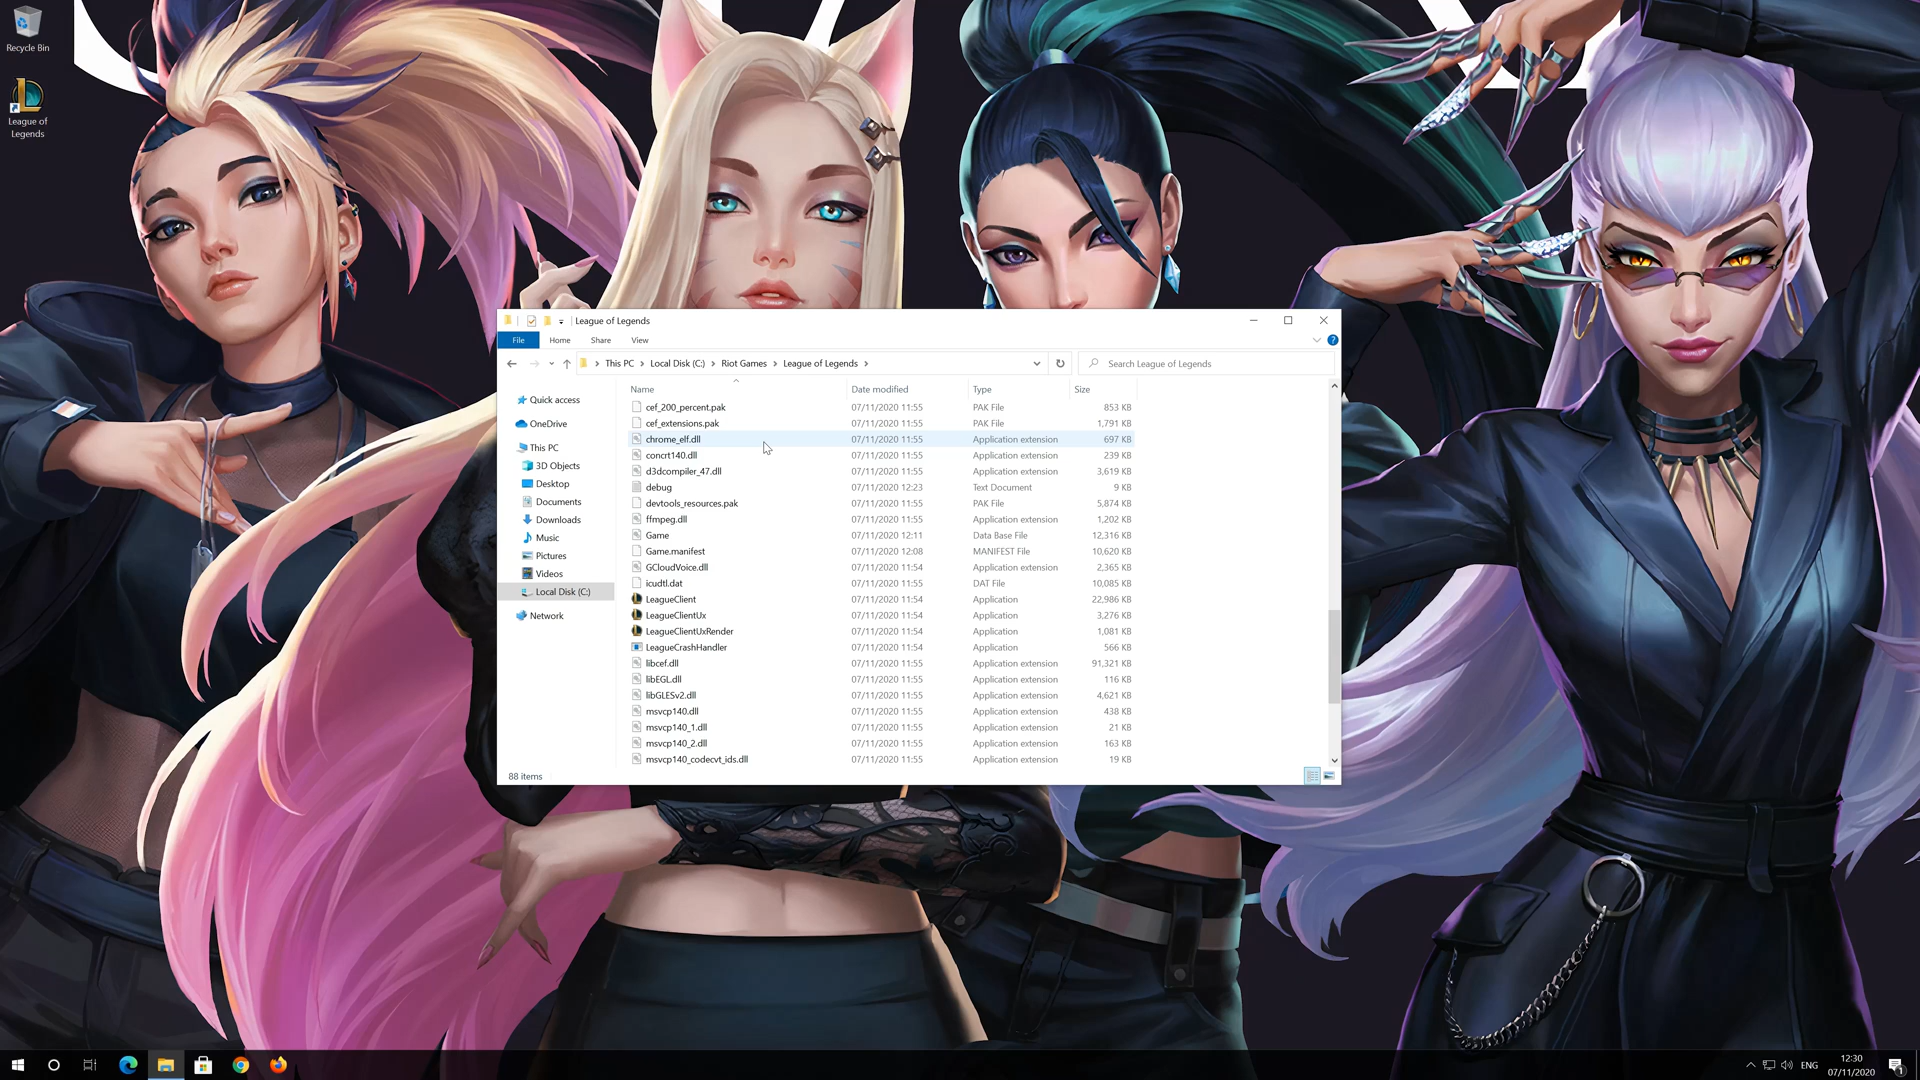 Recycle Bin
League of
Legends
League of Legends
File Home Share View
This PC Local Disk (C:) Riot Games League of Legends
Search League of Legends
Quick access
OneDrive
This PC
3D Objects
Desktop
Documents
Downloads
Music
Pictures
Videos
Local Disk (C:)
Network
Name Date modified Type Size
cef_200_percent.pak 07/11/2020 11:55 PAK File 853 KB
cef_extensions.pak 07/11/2020 11:55 PAK File 1,791 KB
chrome_elf.dll 07/11/2020 11:55 Application extension 697 KB
concrt140.dll 07/11/2020 11:55 Application extension 239 KB
d3dcompiler_47.dll 07/11/2020 11:55 Application extension 3,619 KB
debug 07/11/2020 12:23 Text Document 9 KB
devtools_resources.pak 07/11/2020 11:55 PAK File 5,874 KB
ffmpeg.dll 07/11/2020 11:55 Application extension 1,202 KB
Game 07/11/2020 12:11 Data Base File 12,316 KB
Game.manifest 07/11/2020 12:08 MANIFEST File 10,620 KB
GCloudVoice.dll 07/11/2020 11:54 Application extension 2,365 KB
icudtl.dat 07/11/2020 11:55 DAT File 10,085 KB
LeagueClient 07/11/2020 11:54 Application 22,986 KB
LeagueClientUx 07/11/2020 11:54 Application 3,276 KB
LeagueClientUxRender 07/11/2020 11:54 Application 1,081 KB
LeagueCrashHandler 07/11/2020 11:54 Application 566 KB
libcef.dll 07/11/2020 11:55 Application extension 91,321 KB
libEGL.dll 07/11/2020 11:55 Application extension 116 KB
libGLESv2.dll 07/11/2020 11:55 Application extension 4,621 KB
msvcp140.dll 07/11/2020 11:55 Application extension 438 KB
msvcp140_1.dll 07/11/2020 11:55 Application extension 21 KB
msvcp140_2.dll 07/11/2020 11:55 Application extension 163 KB
msvcp140_codecvt_ids.dll 07/11/2020 11:55 Application extension 19 KB
88 items
ENG
12:30
07/11/2020
1